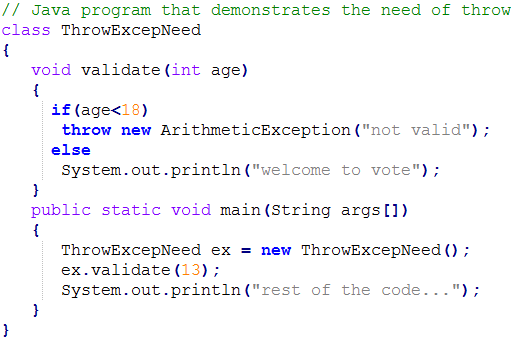 // Java program that demonstrates the need of throw
class ThrowExcepNeed
{
void validate(int age)
{
if(age<18)
throw new ArithmeticException("not valid");
else
System.out.println("welcome to vote");
}
public static void main(String args[])
{
ThrowExcepNeed ex = new ThrowExcepNeed();
ex.validate(13);
System.out.println("rest of the code...");
}
}